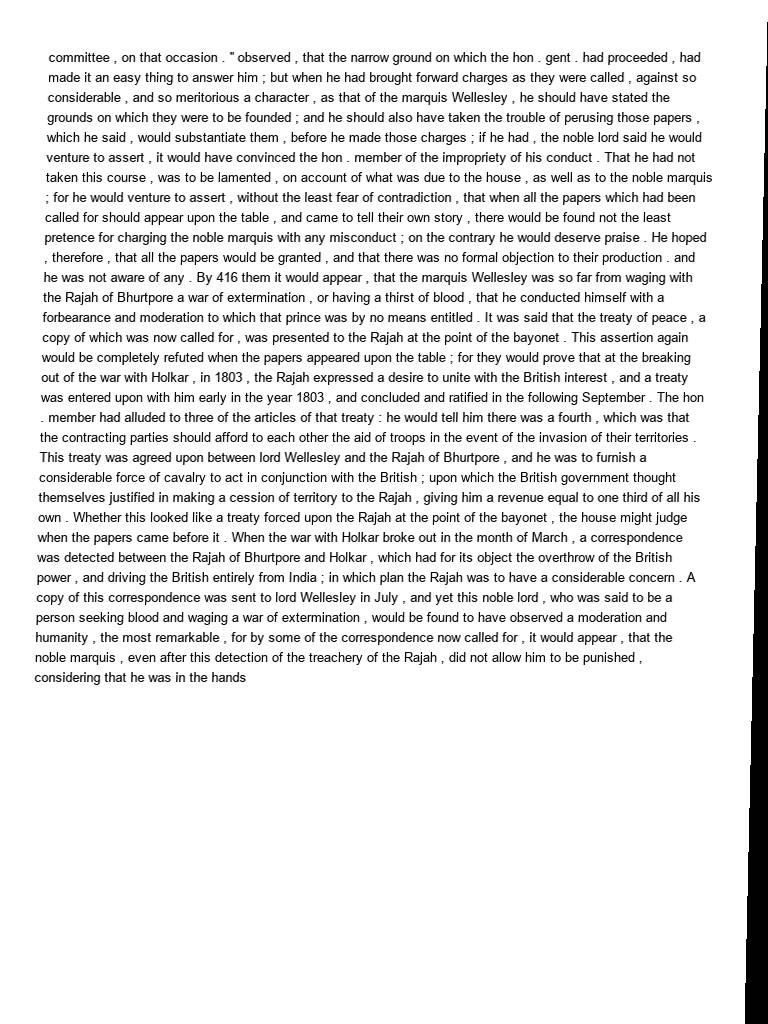 committee , on that occasion . " observed , that the narrow ground on which the hon . gent . had proceeded , had
made it an easy thing to answer him ; but when he had brought forward charges as they were called , against so
considerable , and so meritorious a character , as that of the marquis Wellesley , he should have stated the
grounds on which they were to be founded ; and he should also have taken the trouble of perusing those papers ,
which he said , would substantiate them , before he made those charges ; if he had , the noble lord said he would
venture to assert , it would have convinced the hon . member of the impropriety of his conduct . That he had not
taken this course , was to be lamented , on account of what was due to the house , as well as to the noble marquis
; for he would venture to assert , without the least fear of contradiction , that when all the papers which had been
called for should appear upon the table , and came to tell their own story , there would be found not the least
pretence for charging the noble marquis with any misconduct ; on the contrary he would deserve praise . He hoped
, therefore , that all the papers would be granted , and that there was no formal objection to their production . and
he was not aware of any . By 416 them it would appear , that the marquis Wellesley was so far from waging with
the Rajah of Bhurtpore a war of extermination , or having a thirst of blood , that he conducted himself with a
forbearance and moderation to which that prince was by no means entitled . It was said that the treaty of peace , a
copy of which was now called for , was presented to the Rajah at the point of the bayonet . This assertion again
would be completely refuted when the papers appeared upon the table ; for they would prove that at the breaking
out of the war with Holkar , in 1803 , the Rajah expressed a desire to unite with the British interest , and a treaty
was entered upon with him early in the year 1803 , and concluded and ratified in the following September . The hon
. member had alluded to three of the articles of that treaty : he would tell him there was a fourth , which was that
the contracting parties should afford to each other the aid of troops in the event of the invasion of their territories .
This treaty was agreed upon between lord Wellesley and the Rajah of Bhurtpore , and he was to furnish a
considerable force of cavalry to act in conjunction with the British ; upon which the British government thought
themselves justified in making a cession of territory to the Rajah , giving him a revenue equal to one third of all his
own . Whether this looked like a treaty forced upon the Rajah at the point of the bayonet , the house might judge
when the papers came before it . When the war with Holkar broke out in the month of March , a correspondence
was detected between the Rajah of Bhurtpore and Holkar , which had for its object the overthrow of the British
power , and driving the British entirely from India ; in which plan the Rajah was to have a considerable concern . A
copy of this correspondence was sent to lord Wellesley in July , and yet this noble lord , who was said to be a
person seeking blood and waging a war of extermination , would be found to have observed a moderation and
humanity , the most remarkable , for by some of the correspondence now called for , it would appear , that the
noble marquis , even after this detection of the treachery of the Rajah , did not allow him to be punished ,
considering that he was in the hands